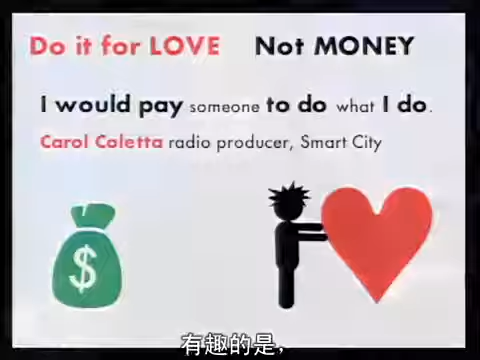 Do it for LOVE Not MONEY
I would pay someone to do what I do.
Carol Coletta radio producer, Smart City
$
有趣的是，